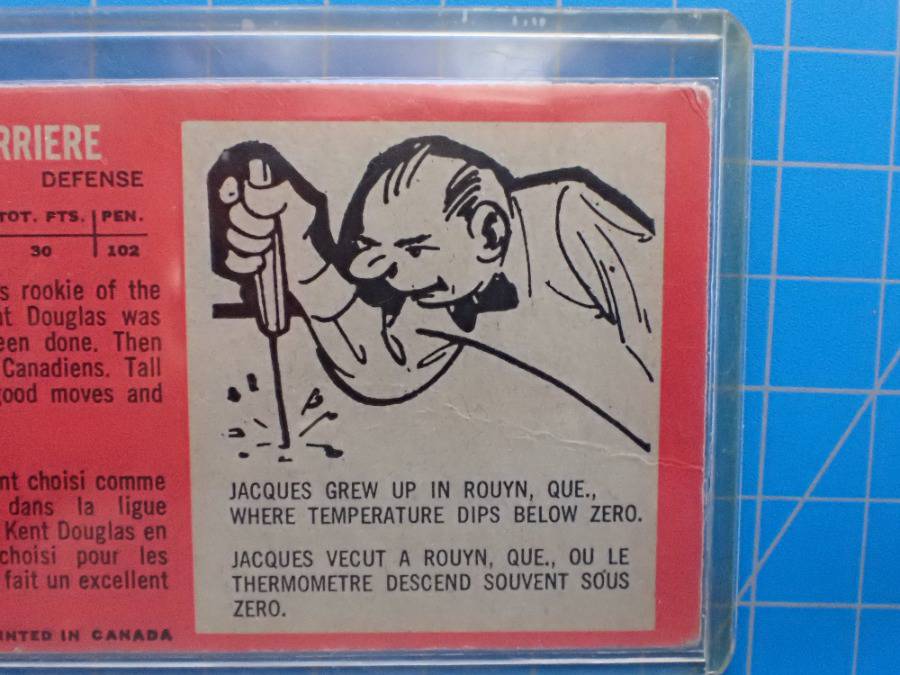 RRIERE
DEFENSE
TOT. FTS. PEN.
30 102
s rookie of the
nt Douglas was
een done. Then
Canadiens. Tall
good moves and
nt choisi comme
dans la ligue
Kent Douglas en
choisi pour les
fait un excellent
INTED IN CANADA
JACQUES GREW UP IN ROUYN, QUE.,
WHERE TEMPERATURE DIPS BELOW ZERO.
JACQUES VECUT A ROUYN, QUE., OU LE
THERMOMETRE DESCEND SOUVENT SOUS
ZERO.